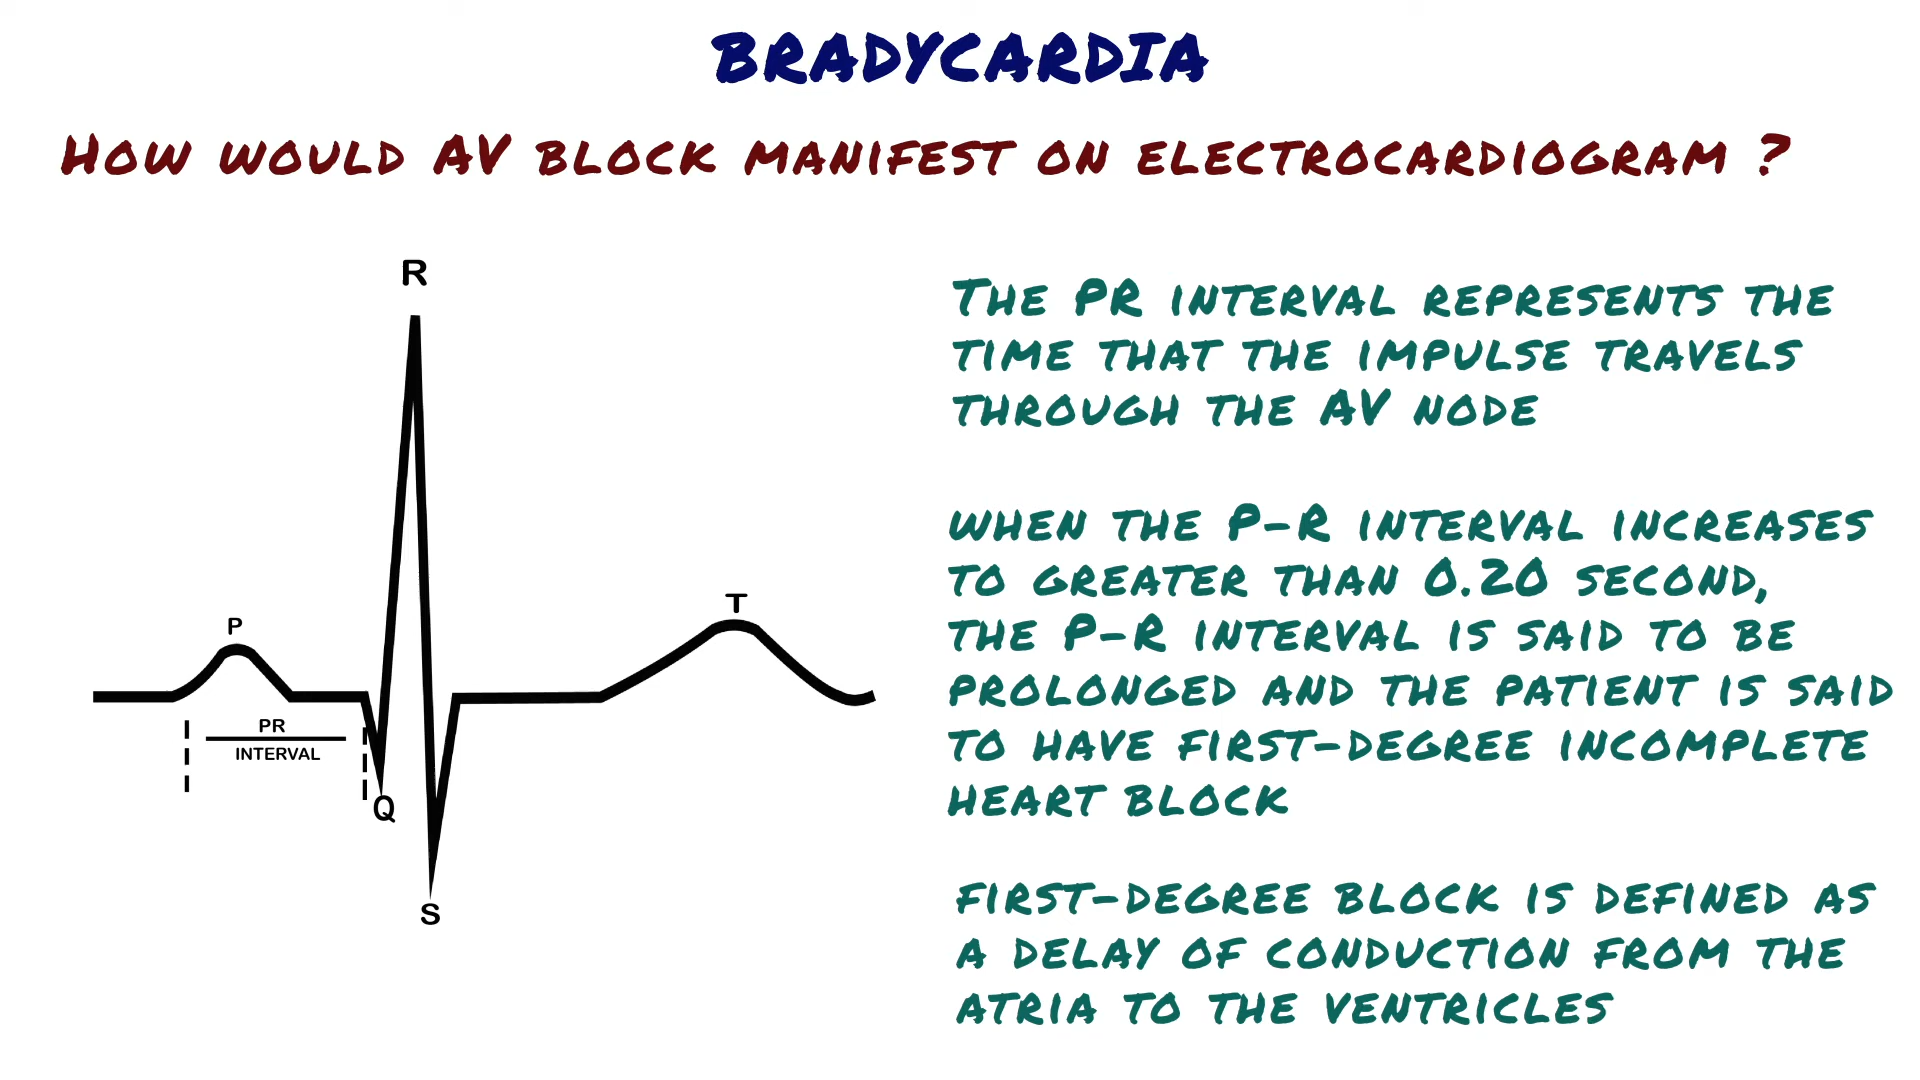 BRADYCARDIA
HOW WOULD AV BLOCK MANIFEST ON ELECTROCARDIOGRAM ?
R
P
T
PR
INTERVAL
Q
S
THE PR INTERVAL REPRESENTS THE
TIME THAT THE IMPULSE TRAVELS
THROUGH THE AV NODE
WHEN THE P-R INTERVAL INCREASES
TO GREATER THAN 0.20 SECOND,
THE P-R INTERVAL IS SAID TO BE
PROLONGED AND THE PATIENT IS SAID
TO HAVE FIRST-DEGREE INCOMPLETE
HEART BLOCK
FIRST-DEGREE BLOCK IS DEFINED AS
A DELAY OF CONDUCTION FROM THE
ATRIA TO THE VENTRICLES